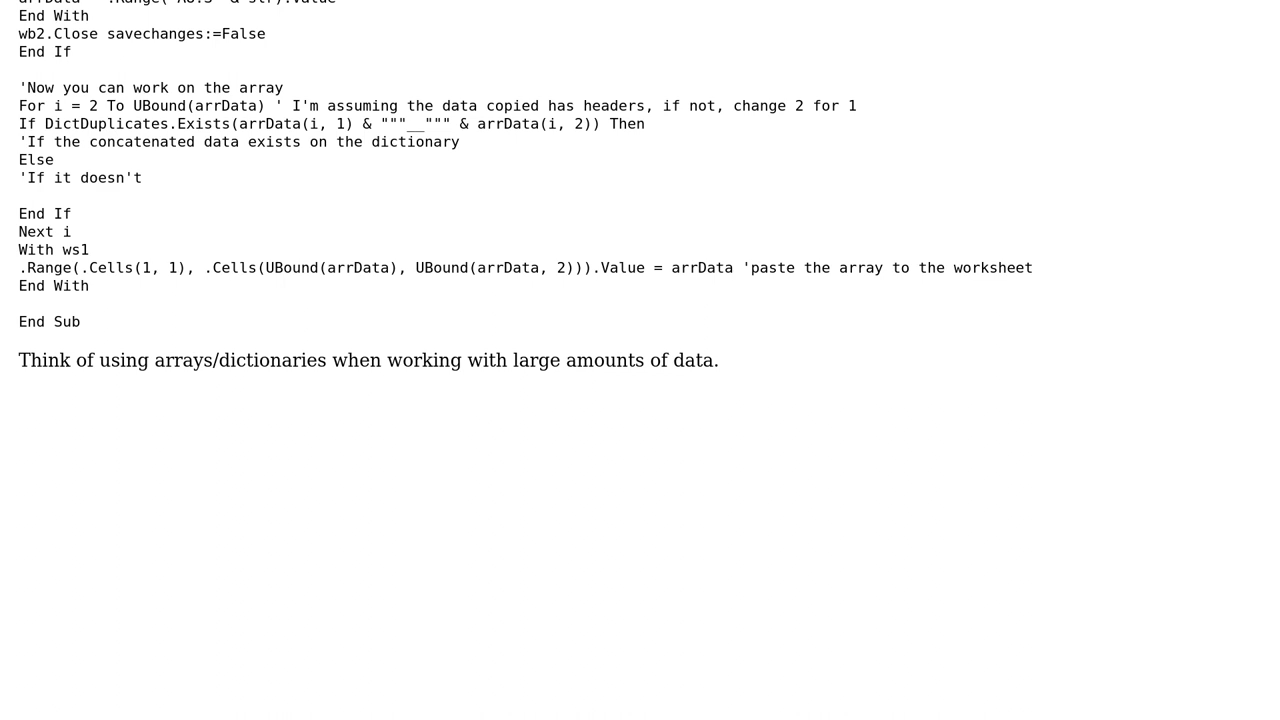 End With
wb2.Close savechanges:=False
End If
'Now you can work on the array
For i = 2 To UBound(arrData) ' I'm assuming the data copied has headers, if not, change 2 for 1
If DictDuplicates.Exists(arrData(i, 1) & """__""" & arrData(i, 2)) Then
'If the concatenated data exists on the dictionary
Else
'If it doesn't
End If
Next i
With ws1
.Range(.Cells(1, 1), .Cells(UBound(arrData), UBound(arrData, 2))).Value = arrData 'paste the array to the worksheet
End With
End Sub
Think of using arrays/dictionaries when working with large amounts of data.